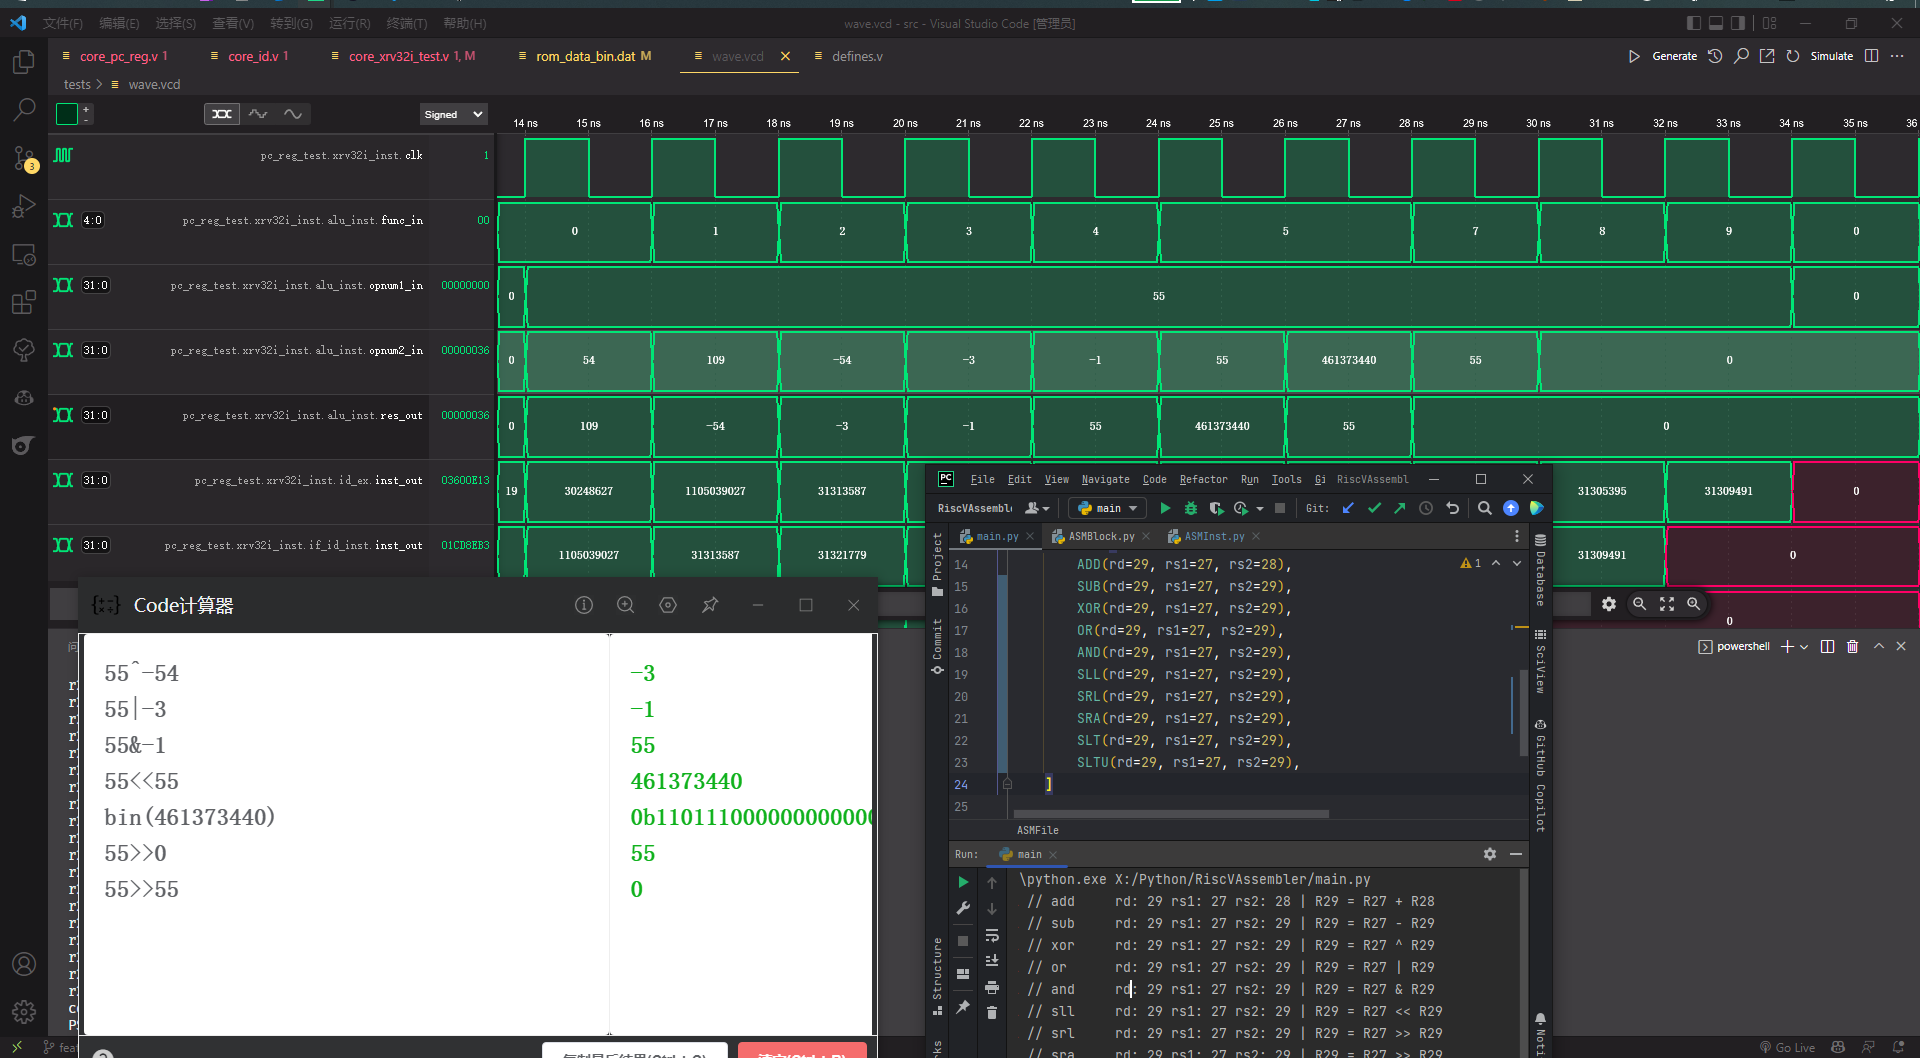 文件(F) 编辑(E) 选择(S) 查看(V) 转到(G) 运行(R) 终端(T) 帮助(H) wave.vcd - src - Visual Studio Code [管理员]
core_pc_reg.v 1 core_id.v 1 core_xrv32i_test.v 1, M rom_data_bin.dat M wave.vcd defines.v Generate Simulate
tests > wave.vcd
Signed
14 ns 15 ns 16 ns 17 ns 18 ns 19 ns 20 ns 21 ns 22 ns 23 ns 24 ns 25 ns 26 ns 27 ns 28 ns 29 ns 30 ns 31 ns 32 ns 33 ns 34 ns 35 ns 36
pc_reg_test.xrv32i_inst.clk 1
4:0 pc_reg_test.xrv32i_inst.alu_inst.func_in 00 0 1 2 3 4 5 7 8 9 0
31:0 pc_reg_test.xrv32i_inst.alu_inst.opnum1_in 00000000 0 55 0
31:0 pc_reg_test.xrv32i_inst.alu_inst.opnum2_in 00000036 0 54 109 -54 -3 -1 55 461373440 55 0
31:0 pc_reg_test.xrv32i_inst.alu_inst.res_out 00000036 0 109 -54 -3 -1 55 461373440 55 0
31:0 pc_reg_test.xrv32i_inst.id_ex.inst_out 03600E13 19 30248627 1105039027 31313587 31305395 31309491 0
31:0 pc_reg_test.xrv32i_inst.if_id_inst.inst_out 01CD8EB3 1105039027 31313587 31321779 31309491 0
0
3
Code计算器
55^-54 -3
55|-3 -1
55&-1 55
55<<55 461373440
bin(461373440) 0b110111000000000000
55>>0 55
55>>55 0
PC File Edit View Navigate Code Refactor Run Tools Gi RiscVAssembl
RiscVAssemble main Git:
main.py ASMBlock.py ASMInst.py
Project
Commit
Structure
14 ADD(rd=29, rs1=27, rs2=28), 1
15 SUB(rd=29, rs1=27, rs2=29),
16 XOR(rd=29, rs1=27, rs2=29),
17 OR(rd=29, rs1=27, rs2=29),
18 AND(rd=29, rs1=27, rs2=29),
19 SLL(rd=29, rs1=27, rs2=29),
20 SRL(rd=29, rs1=27, rs2=29),
21 SRA(rd=29, rs1=27, rs2=29),
22 SLT(rd=29, rs1=27, rs2=29),
23 SLTU(rd=29, rs1=27, rs2=29),
24 ]
25
ASMFile
Run: main
\python.exe X:/Python/RiscVAssembler/main.py
// add rd: 29 rs1: 27 rs2: 28 | R29 = R27 + R28
// sub rd: 29 rs1: 27 rs2: 29 | R29 = R27 - R29
// xor rd: 29 rs1: 27 rs2: 29 | R29 = R27 ^ R29
// or rd: 29 rs1: 27 rs2: 29 | R29 = R27 | R29
// and rd: 29 rs1: 27 rs2: 29 | R29 = R27 & R29
// sll rd: 29 rs1: 27 rs2: 29 | R29 = R27 << R29
// srl rd: 29 rs1: 27 rs2: 29 | R29 = R27 >> R29
// sra rd: 29 rs1: 27 rs2: 29 | R29 = R27 >> R29
Database
SciView
GitHub Copilot
Noti
powershell
Go Live